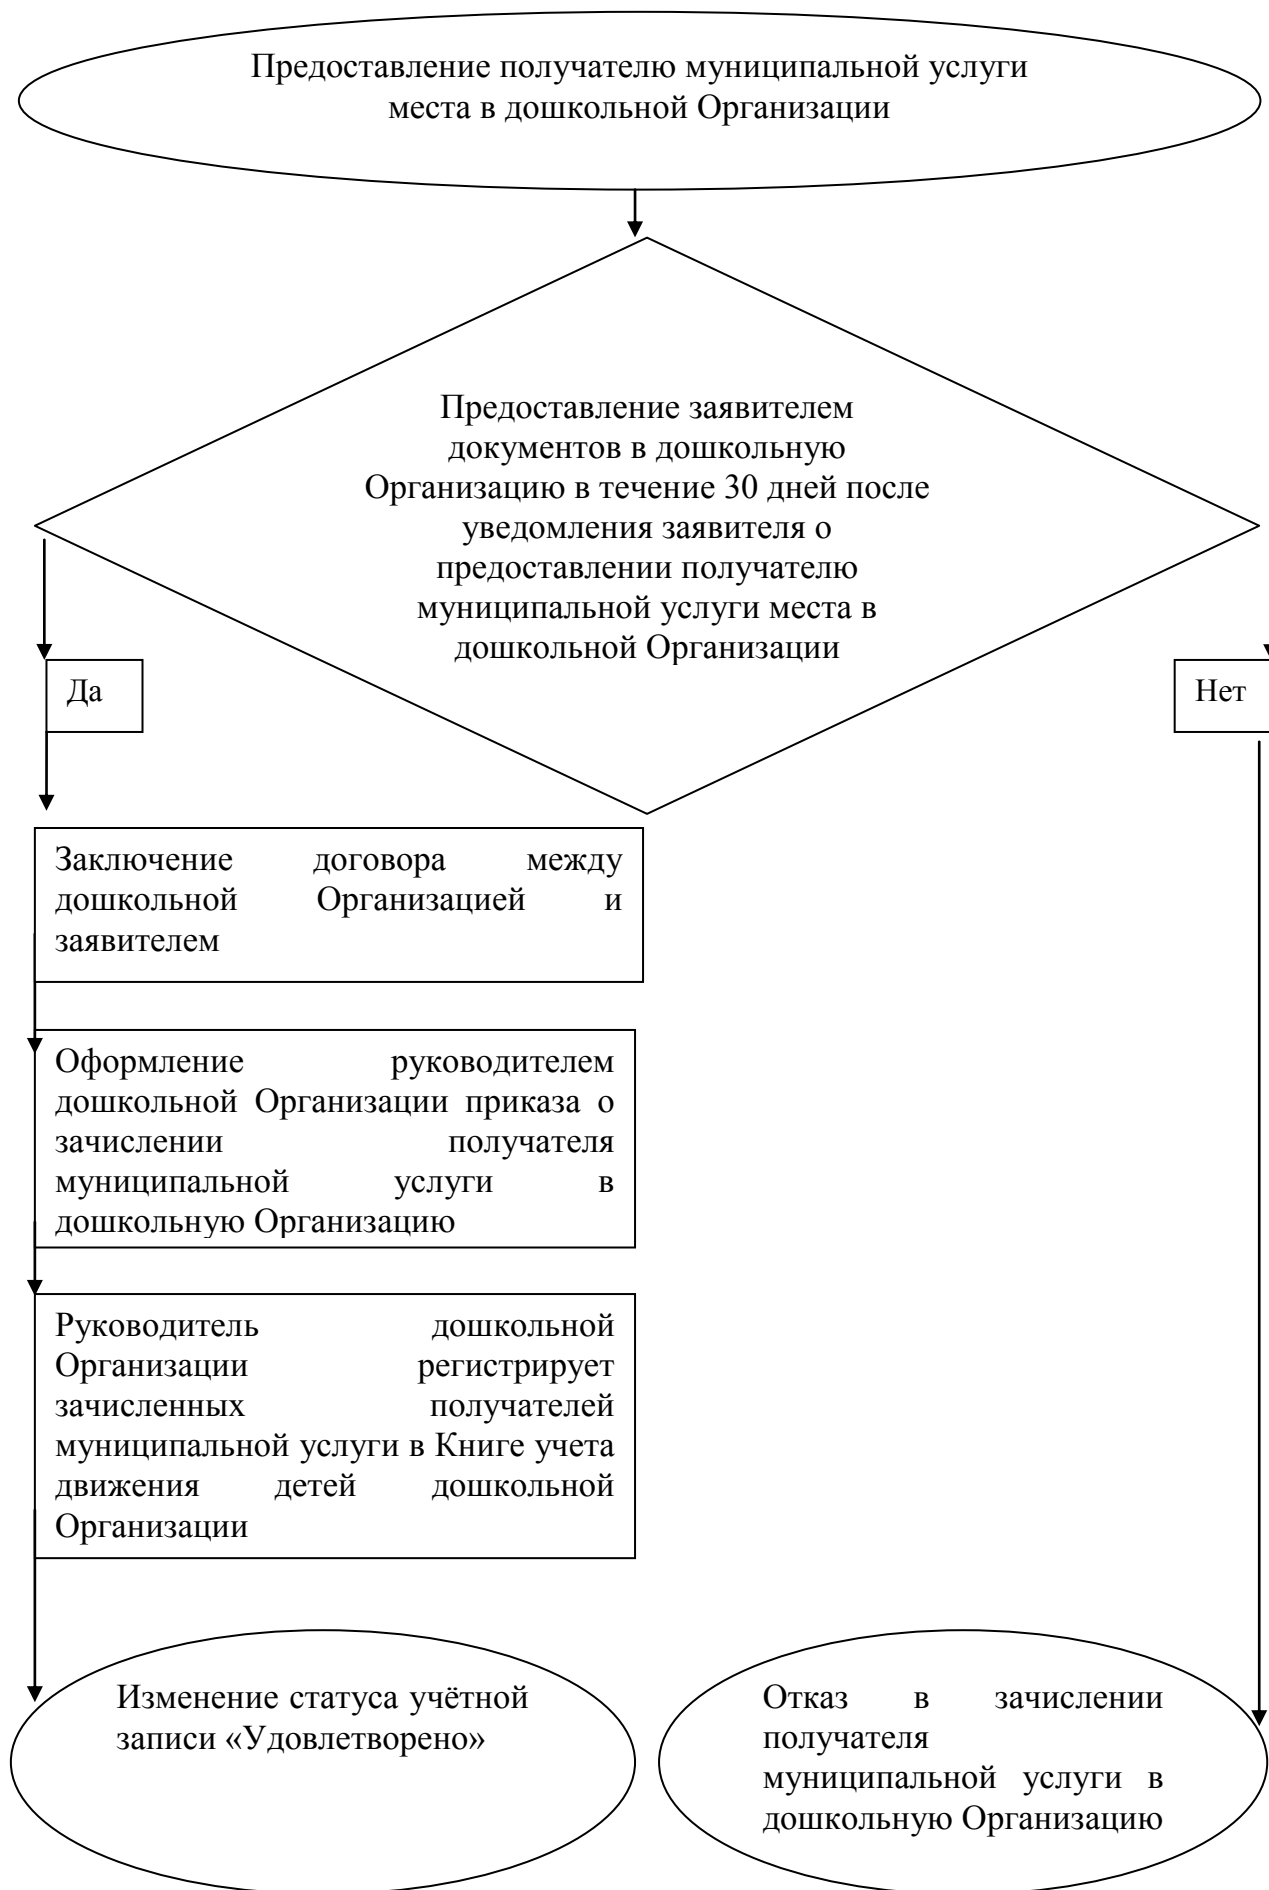 Предоставление получателю муниципальной услуги
места в дошкольной Организации
Предоставление заявителем
документов в дошкольную
Организацию в течение 30 дней после
уведомления заявителя о
предоставлении получателю
муниципальной услуги места в
дошкольной Организации
Да
Нет
Заключение договора между
дошкольной Организацией и
заявителем
Оформление руководителем
дошкольной Организации приказа о
зачислении получателя
муниципальной услуги в
дошкольную Организацию
Руководитель дошкольной
Организации регистрирует
зачисленных получателей
муниципальной услуги в Книге учета
движения детей дошкольной
Организации
Изменение статуса учётной
записи «Удовлетворено»
Отказ в зачислении
получателя
муниципальной услуги в
дошкольную Организацию